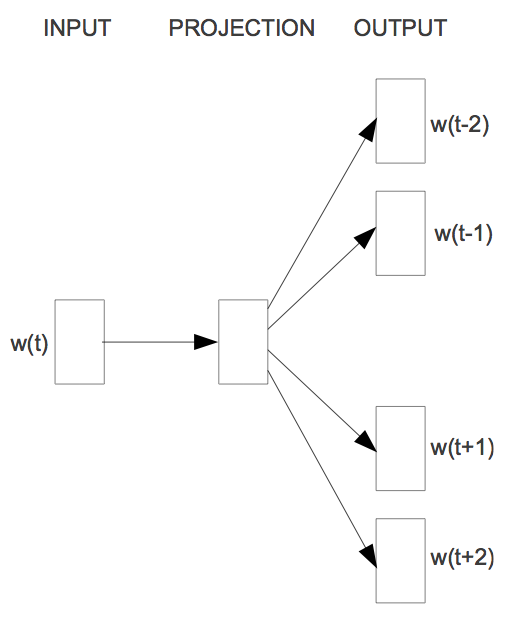 INPUT PROJECTION OUTPUT
w(t-2)
w(t-1)
w(t)
w(t+1)
w(t+2)